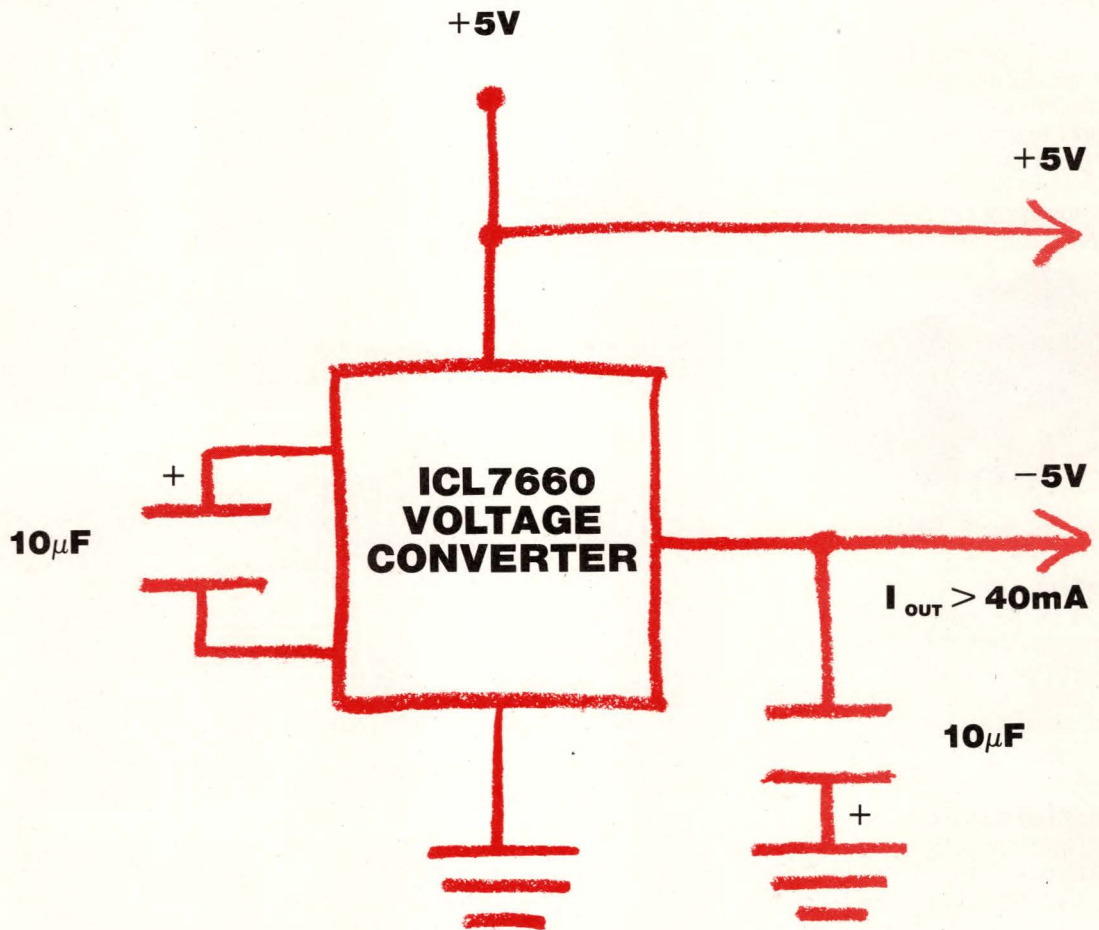 +5V
+5V
+
10μF
ICL7660
VOLTAGE
CONVERTER
−5V
I OUT > 40mA
10μF
+